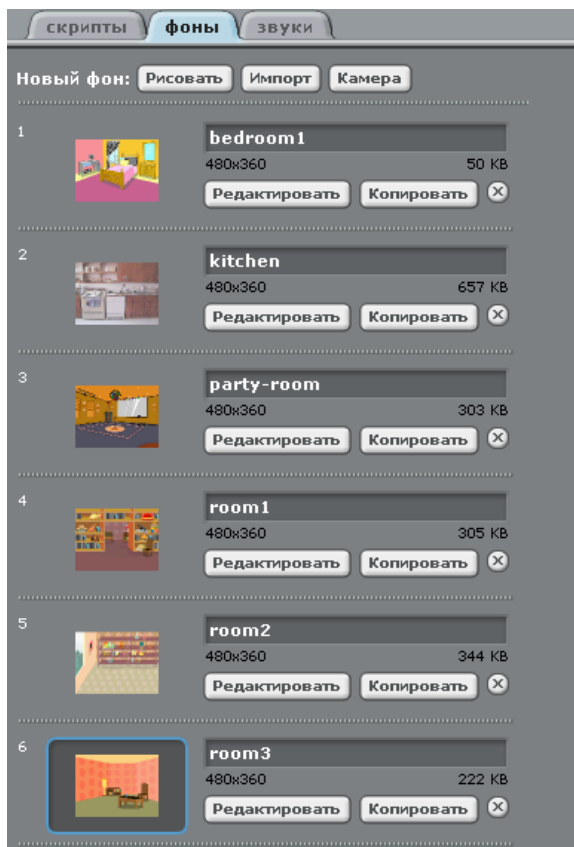 скрипты фоны звуки
Новый фон: Рисовать Импорт Камера
1
bedroom1
480x360 50 KB
Редактировать Копировать
2
kitchen
480x360 657 KB
Редактировать Копировать
3
party-room
480x360 303 KB
Редактировать Копировать
4
room1
480x360 305 KB
Редактировать Копировать
5
room2
480x360 344 KB
Редактировать Копировать
6
room3
480x360 222 KB
Редактировать Копировать